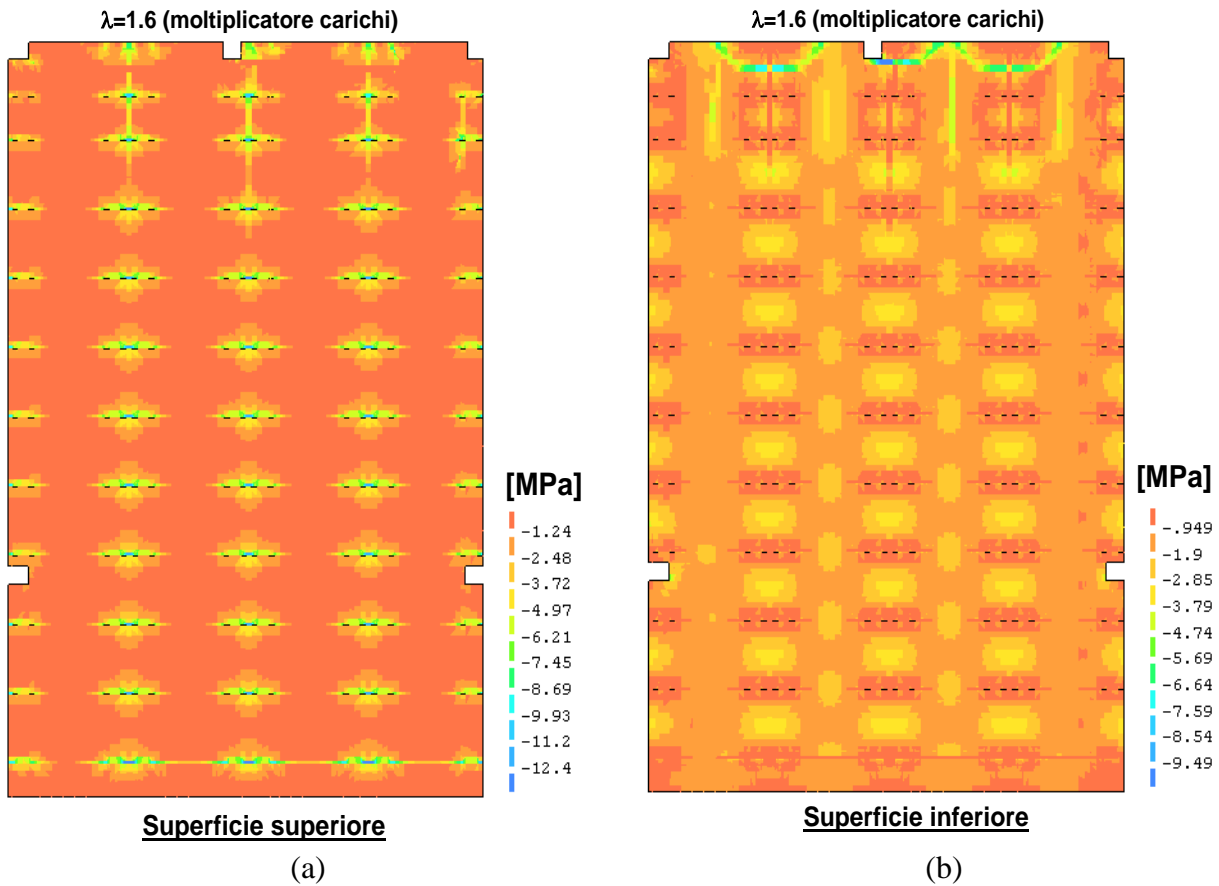 λ=1.6 (moltiplicatore carichi)
[MPa]
-1.24
-2.48
-3.72
-4.97
-6.21
-7.45
-8.69
-9.93
-11.2
-12.4
Superficie superiore
(a)
λ=1.6 (moltiplicatore carichi)
[MPa]
-.949
-1.9
-2.85
-3.79
-4.74
-5.69
-6.64
-7.59
-8.54
-9.49
Superficie inferiore
(b)